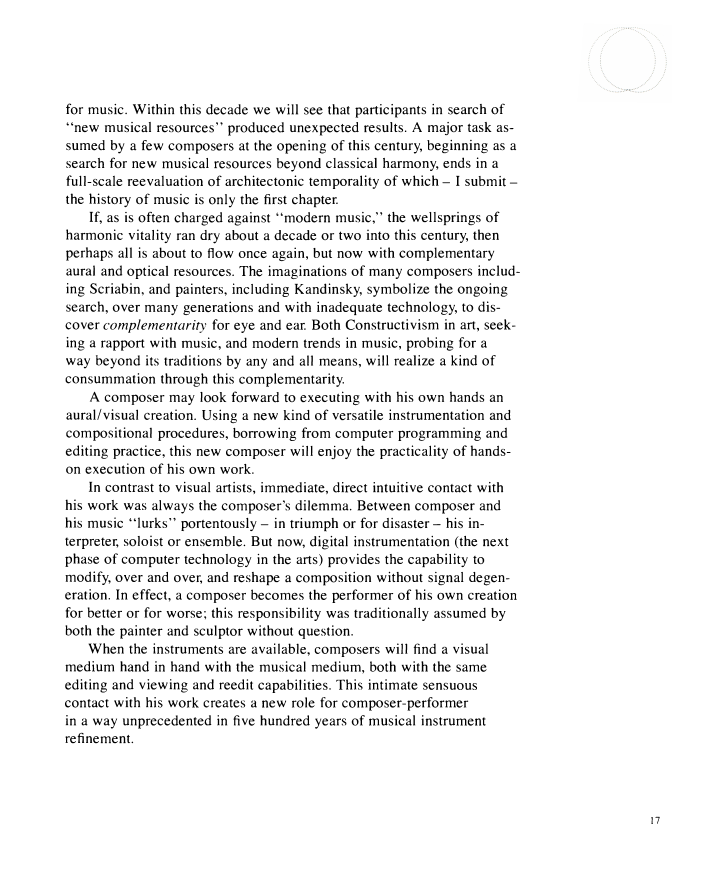 for music. Within this decade we will see that participants in search of
“new musical resources” produced unexpected results. A major task as-
sumed by a few composers at the opening of this century, beginning as a
search for new musical resources beyond classical harmony, ends in a
full-scale reevaluation of architectonic temporality of which – I submit –
the history of music is only the first chapter.
If, as is often charged against “modern music,” the wellsprings of
harmonic vitality ran dry about a decade or two into this century, then
perhaps all is about to flow once again, but now with complementary
aural and optical resources. The imaginations of many composers includ-
ing Scriabin, and painters, including Kandinsky, symbolize the ongoing
search, over many generations and with inadequate technology, to dis-
cover complementarity for eye and ear. Both Constructivism in art, seek-
ing a rapport with music, and modern trends in music, probing for a
way beyond its traditions by any and all means, will realize a kind of
consummation through this complementarity.
A composer may look forward to executing with his own hands an
aural/visual creation. Using a new kind of versatile instrumentation and
compositional procedures, borrowing from computer programming and
editing practice, this new composer will enjoy the practicality of hands-
on execution of his own work.
In contrast to visual artists, immediate, direct intuitive contact with
his work was always the composer’s dilemma. Between composer and
his music “lurks” portentously – in triumph or for disaster – his in-
terpreter, soloist or ensemble. But now, digital instrumentation (the next
phase of computer technology in the arts) provides the capability to
modify, over and over, and reshape a composition without signal degen-
eration. In effect, a composer becomes the performer of his own creation
for better or for worse; this responsibility was traditionally assumed by
both the painter and sculptor without question.
When the instruments are available, composers will find a visual
medium hand in hand with the musical medium, both with the same
editing and viewing and reedit capabilities. This intimate sensuous
contact with his work creates a new role for composer-performer
in a way unprecedented in five hundred years of musical instrument
refinement.
17